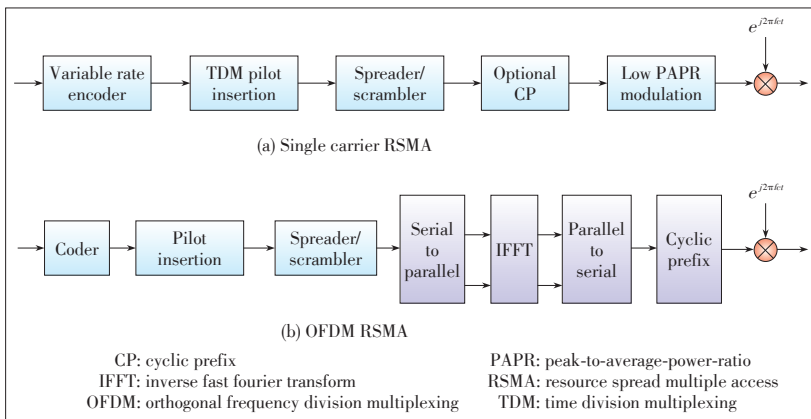 e^{j2πfct}
Variable rate
encoder
TDM pilot
insertion
Spreader/
scrambler
Optional
CP
Low PAPR
modulation
(a) Single carrier RSMA
e^{j2πfct}
Coder
Pilot
insertion
Spreader/
scrambler
Serial
to
parallel
IFFT
Parallel
to
serial
Cyclic
prefix
(b) OFDM RSMA
CP: cyclic prefix
IFFT: inverse fast fourier transform
OFDM: orthogonal frequency division multiplexing
PAPR: peak-to-average-power-ratio
RSMA: resource spread multiple access
TDM: time division multiplexing